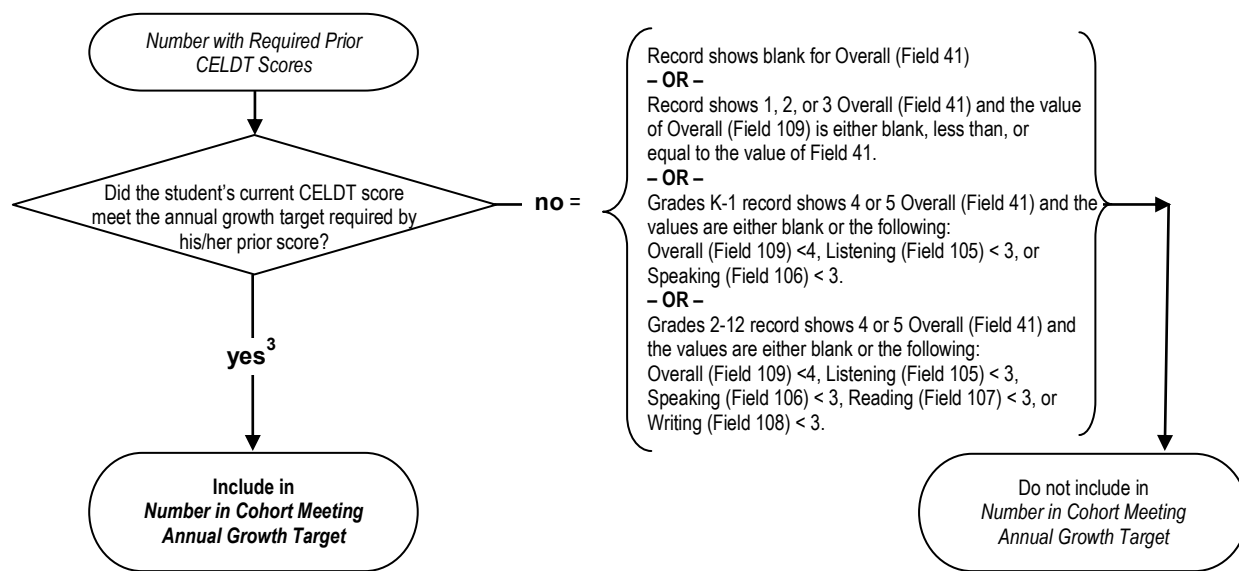 Number with Required Prior
CELDT Scores
Did the student's current CELDT score
meet the annual growth target required by
his/her prior score?
no =
Record shows blank for Overall (Field 41)
– OR –
Record shows 1, 2, or 3 Overall (Field 41) and the value
of Overall (Field 109) is either blank, less than, or
equal to the value of Field 41.
– OR –
Grades K-1 record shows 4 or 5 Overall (Field 41) and the
values are either blank or the following:
Overall (Field 109) <4, Listening (Field 105) < 3, or
Speaking (Field 106) < 3.
– OR –
Grades 2-12 record shows 4 or 5 Overall (Field 41) and
the values are either blank or the following:
Overall (Field 109) <4, Listening (Field 105) < 3,
Speaking (Field 106) < 3, Reading (Field 107) < 3, or
Writing (Field 108) < 3.
yes³
Include in
Number in Cohort Meeting
Annual Growth Target
Do not include in
Number in Cohort Meeting
Annual Growth Target